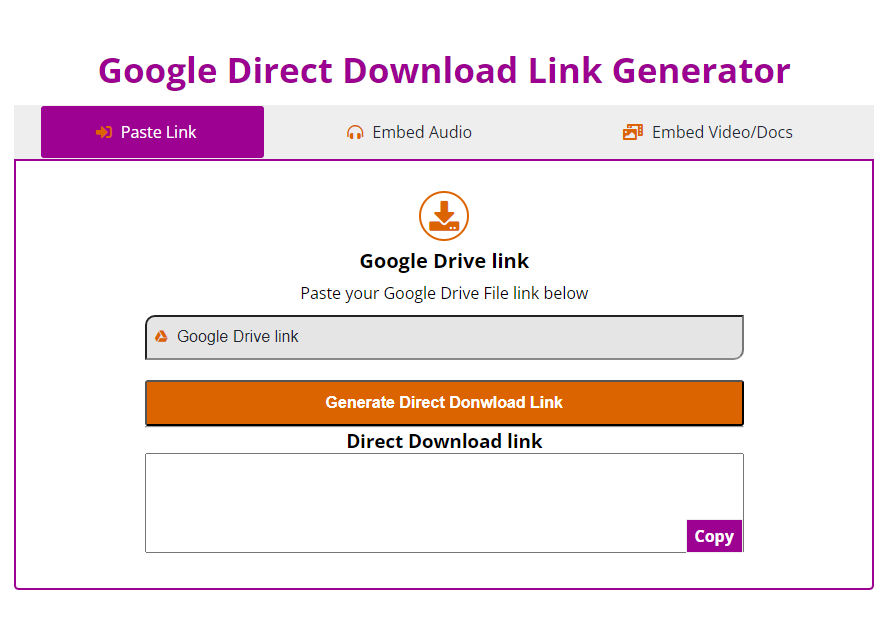 Google Direct Download Link Generator
Paste Link
Embed Audio
Embed Video/Docs
Google Drive link
Paste your Google Drive File link below
Google Drive link
Generate Direct Donwload Link
Direct Download link
Copy